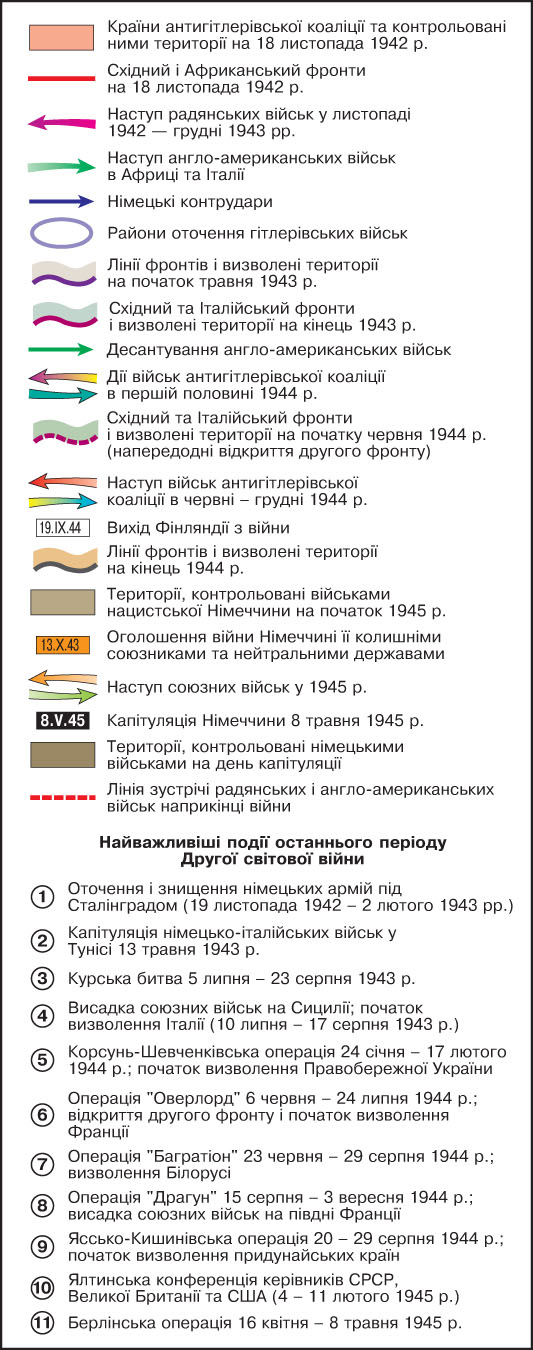 Країни антигітлерівської коаліції та контрольовані
ними території на 18 листопада 1942 р.
Східний і Африканський фронти
на 18 листопада 1942 р.
Наступ радянських військ у листопаді
1942 — грудні 1943 рр.
Наступ англо-американських військ
в Африці та Італії
Німецькі контрудари
Райони оточення гітлерівських військ
Лінії фронтів і визволені території
на початок травня 1943 р.
Східний та Італійський фронти
і визволені території на кінець 1943 р.
Десантування англо-американських військ
Дії військ антигітлерівської коаліції
в першій половині 1944 р.
Східний та Італійський фронти
і визволені території на початку червня 1944 р.
(напередодні відкриття другого фронту)
Наступ військ антигітлерівської
коаліції в червні – грудні 1944 р.
19.IX.44 Вихід Фінляндії з війни
Лінії фронтів і визволені території
на кінець 1944 р.
Території, контрольовані військами
нацистської Німеччини на початок 1945 р.
13.X.43 Оголошення війни Німеччині її колишніми
союзниками та нейтральними державами
Наступ союзних військ у 1945 р.
8.V.45 Капітуляція Німеччини 8 травня 1945 р.
Території, контрольовані німецькими
військами на день капітуляції
Лінія зустрічі радянських і англо-американських
військ наприкінці війни
Найважливіші події останнього періоду
Другої світової війни
1 Оточення і знищення німецьких армій під
Сталінградом (19 листопада 1942 – 2 лютого 1943 рр.)
2 Капітуляція німецько-італійських військ у
Тунісі 13 травня 1943 р.
3 Курська битва 5 липня – 23 серпня 1943 р.
4 Висадка союзних військ на Сицилії; початок
визволення Італії (10 липня – 17 серпня 1943 р.)
5 Корсунь-Шевченківська операція 24 січня – 17 лютого
1944 р.; початок визволення Правобережної України
6 Операція "Оверлорд" 6 червня – 24 липня 1944 р.;
відкриття другого фронту і початок визволення
Франції
7 Операція "Багратіон" 23 червня – 29 серпня 1944 р.;
визволення Білорусі
8 Операція "Драгун" 15 серпня – 3 вересня 1944 р.;
висадка союзних військ на півдні Франції
9 Яссько-Кишинівська операція 20 – 29 серпня 1944 р.;
початок визволення придунайських країн
10 Ялтинська конференція керівників СРСР,
Великої Британії та США (4 – 11 лютого 1945 р.)
11 Берлінська операція 16 квітня – 8 травня 1945 р.